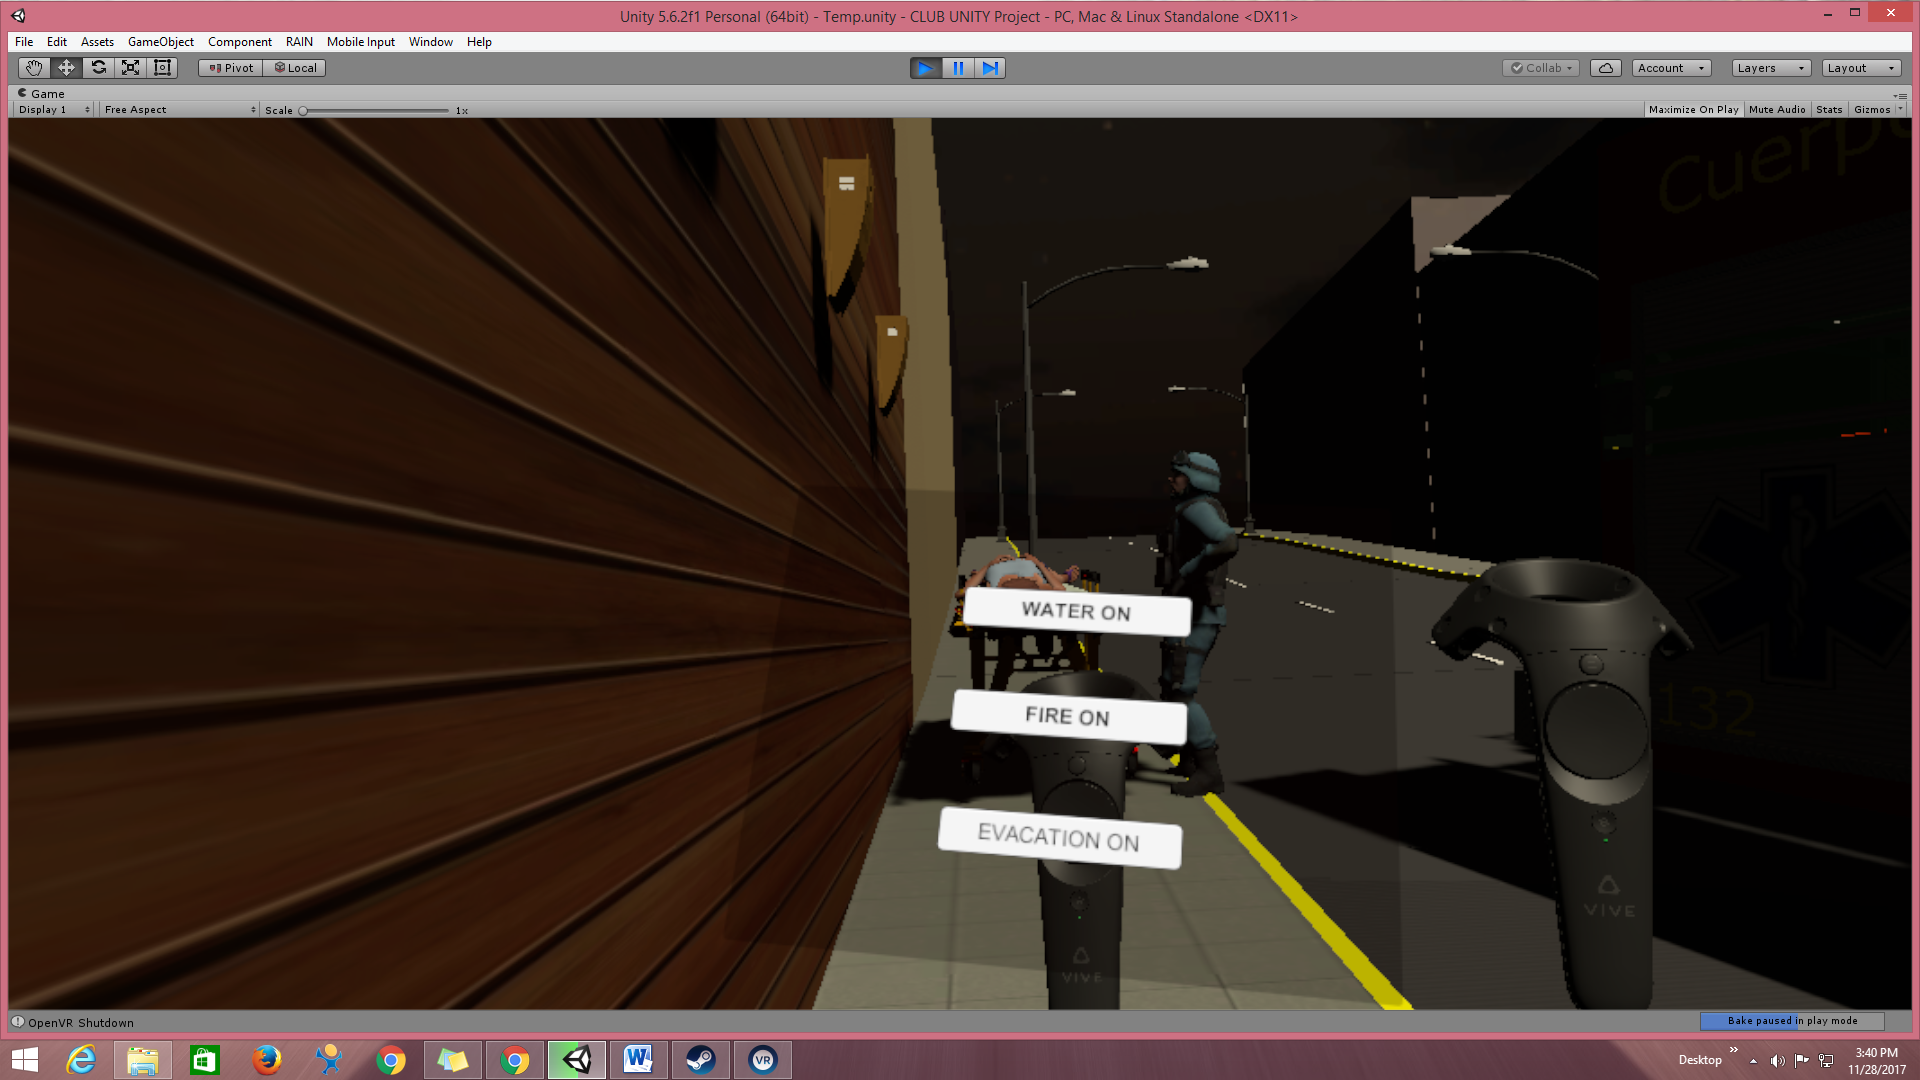 Unity 5.6.2f1 Personal (64bit) - Temp.unity - CLUB UNITY Project - PC, Mac & Linux Standalone <DX11>
File Edit Assets GameObject Component RAIN Mobile Input Window Help
Pivot Local Collab Account Layers Layout
Game
Display 1 Free Aspect Scale 1x Maximize On Play Mute Audio Stats Gizmos
WATER ON
FIRE ON
EVACATION ON
132
VIVE
VIVE
OpenVR Shutdown
Bake paused in play mode
VR
Desktop
3:40 PM
11/28/2017